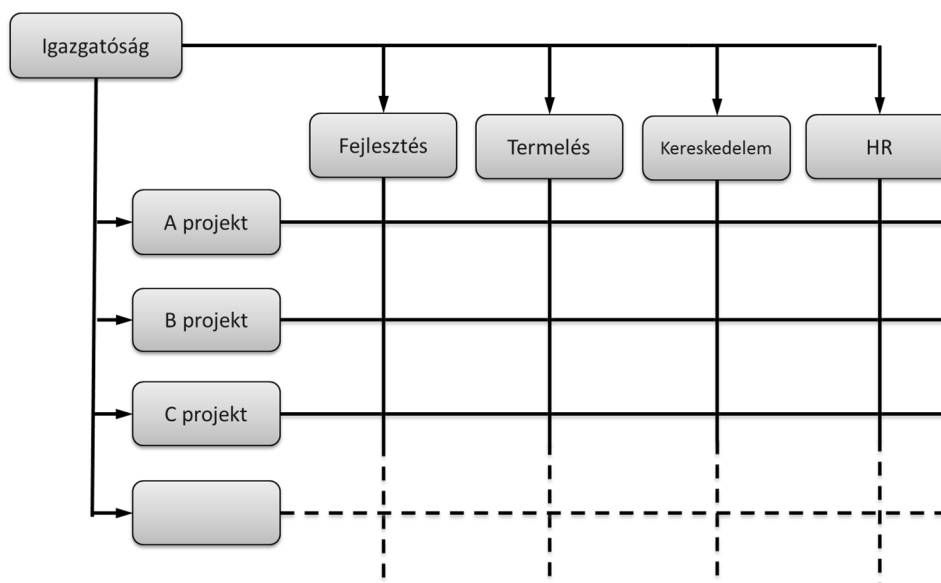 Igazgatóság
Fejlesztés
Termelés
Kereskedelem
HR
A projekt
B projekt
C projekt